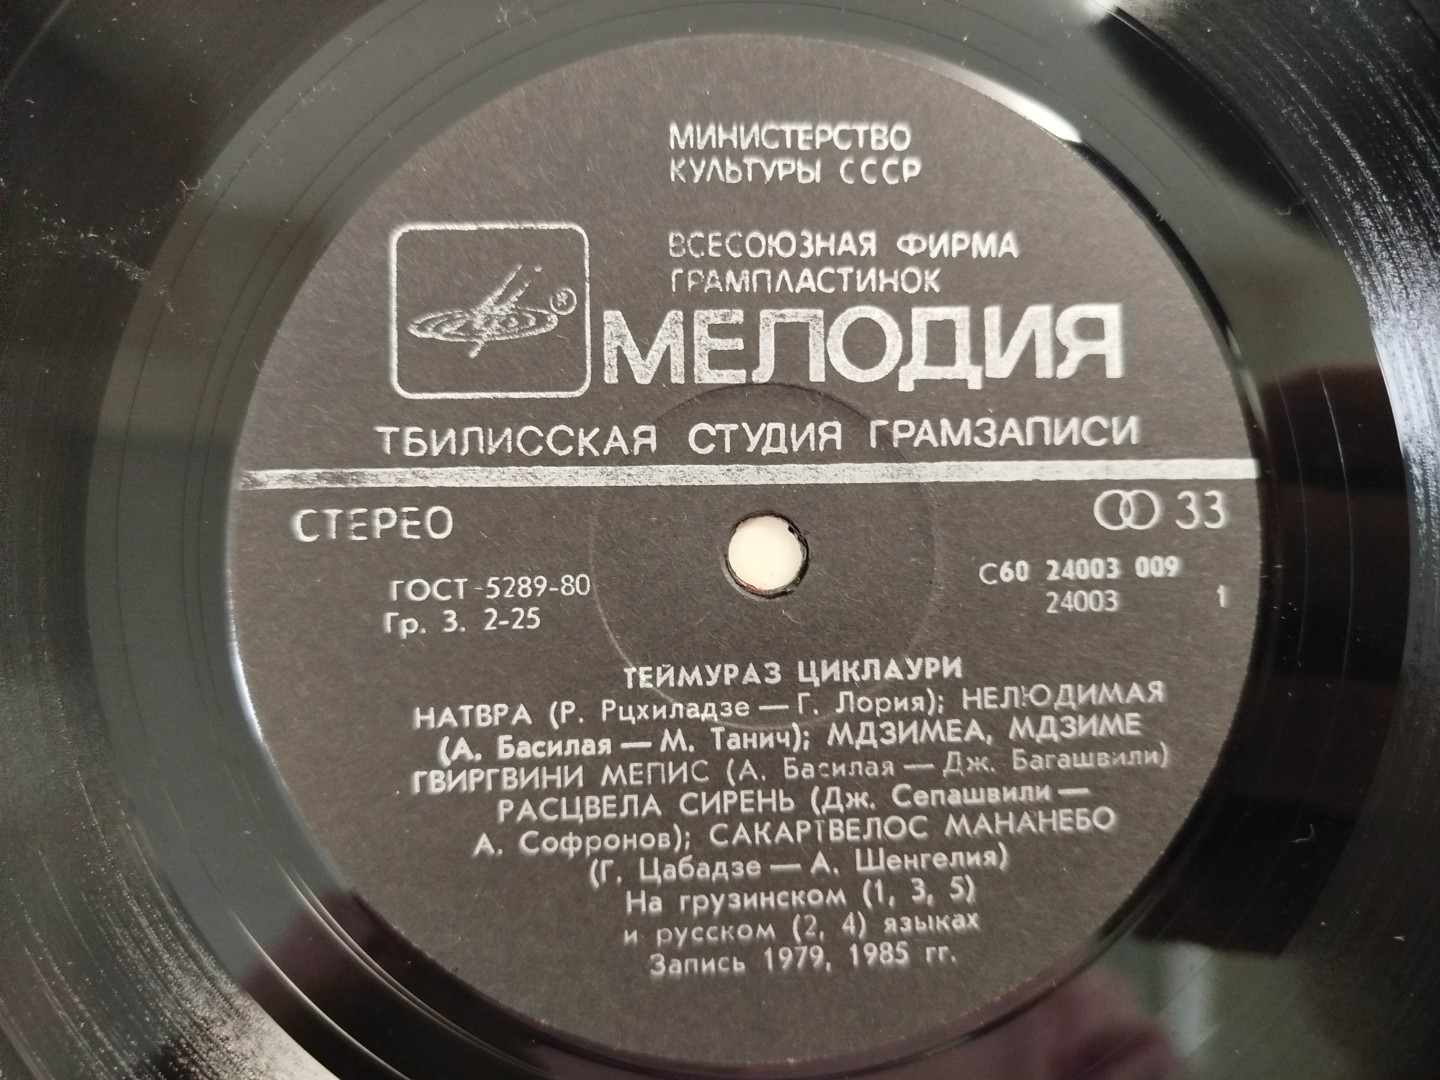 МИНИСТЕРСТВО
КУЛЬТУРЫ СССР
ВСЕСОЮЗНАЯ ФИРМА
ГРАМПЛАСТИНОК
®
МЕЛОДИЯ
ТБИЛИССКАЯ СТУДИЯ ГРАМЗАПИСИ
СТЕРЕО
33
ГОСТ 5289-80
Гр. 3. 2-25
С60 24003 009
24003 1
ТЕЙМУРАЗ ЦИКЛАУРИ
НАТВРА (Р. Рцхиладзе — Г. Лория); НЕЛЮДИМАЯ
(А. Басилая — М. Танич); МДЗИМЕА, МДЗИМЕ
ГВИРГВИНИ МЕПИС (А. Басилая — Дж. Багашвили)
РАСЦВЕЛА СИРЕНЬ (Дж. Сепашвили —
А. Софронов); САКАРТВЕЛОС МАНАНЕБО
(Г. Цабадзе — А. Шенгелия)
На грузинском (1, 3, 5)
и русском (2, 4) языках
Запись 1979, 1985 гг.